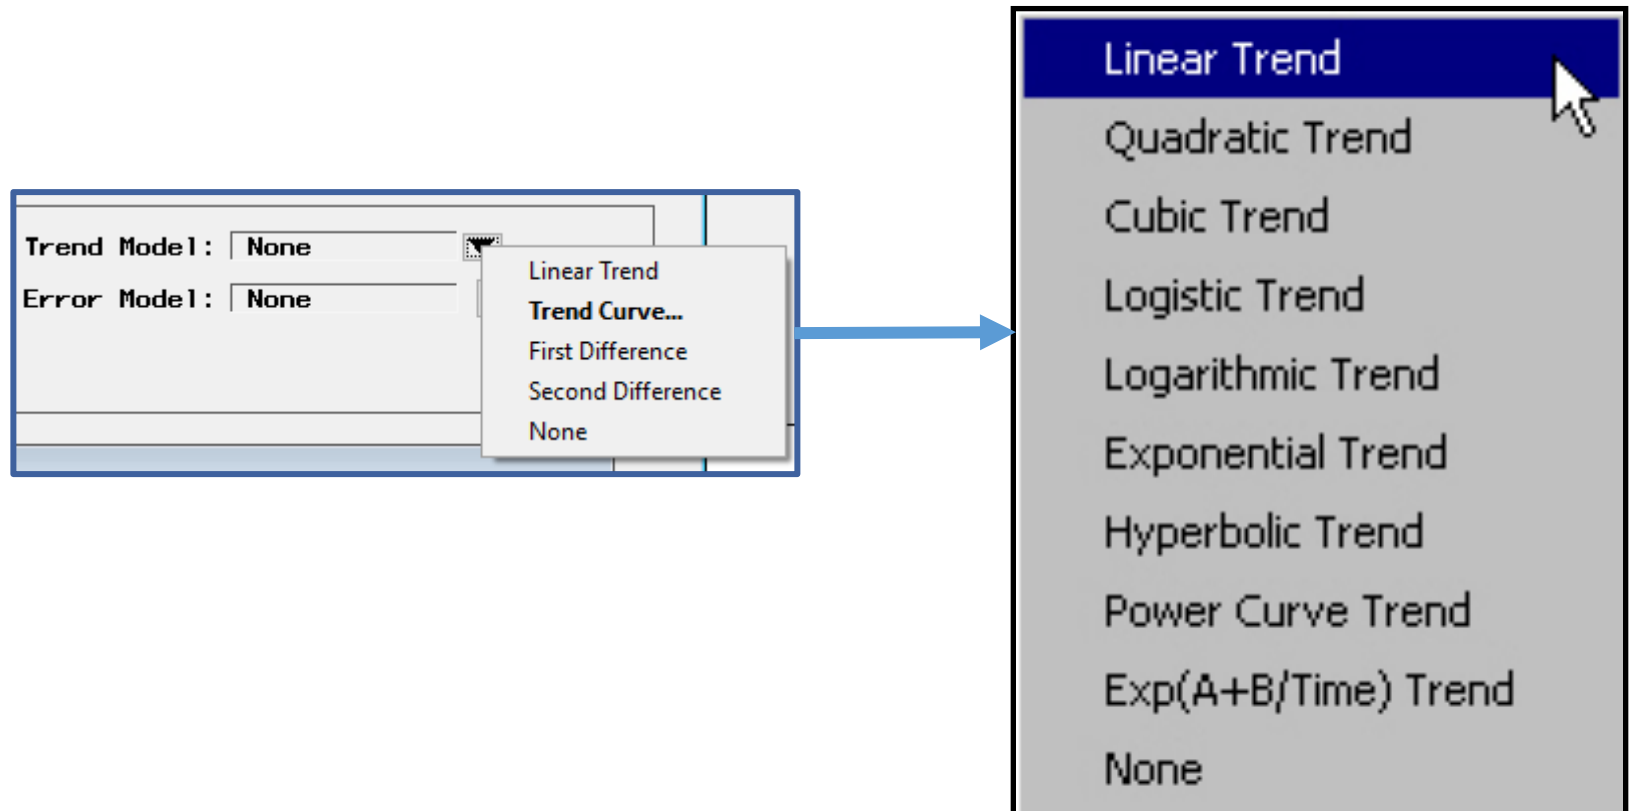 Trend Model: None
Error Model: None
Linear Trend
Trend Curve...
First Difference
Second Difference
None
Linear Trend
Quadratic Trend
Cubic Trend
Logistic Trend
Logarithmic Trend
Exponential Trend
Hyperbolic Trend
Power Curve Trend
Exp(A+B/Time) Trend
None